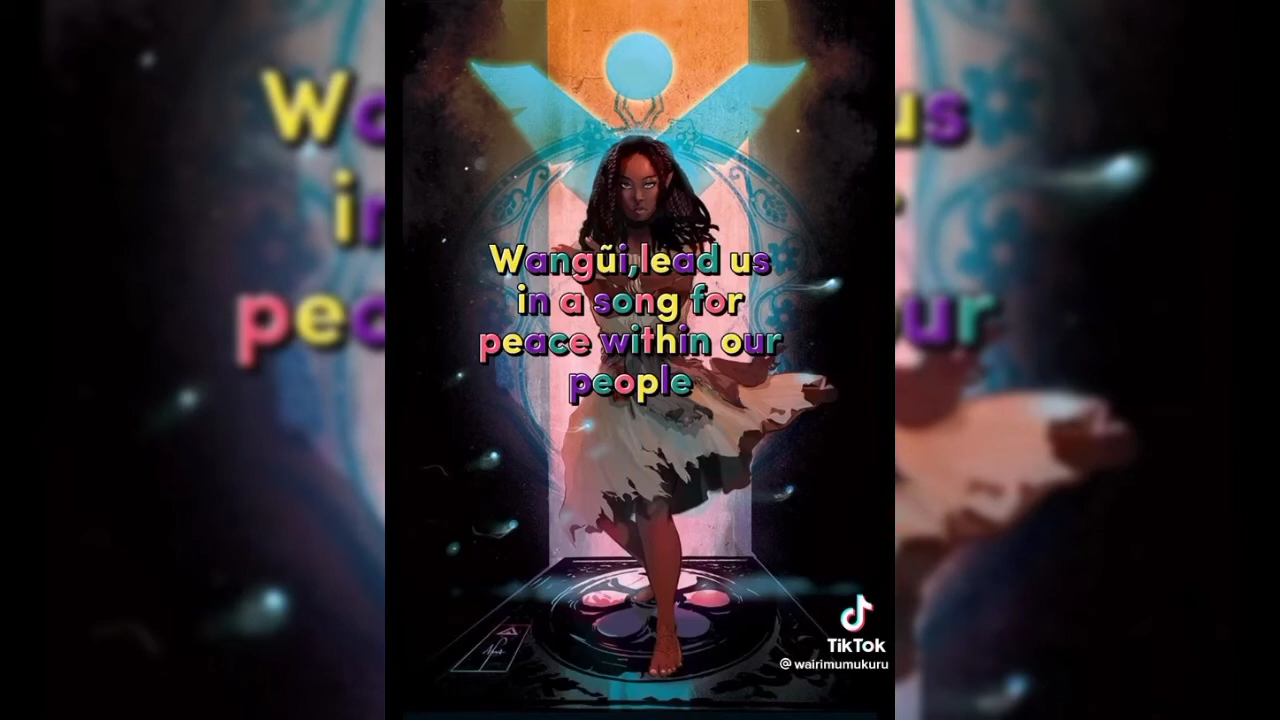 Wangũi,lead us
in a song for
peace within our
people
TikTok
@wairimumukuru